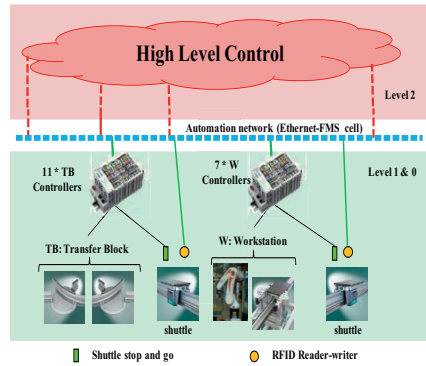 High Level Control
Level 2
Automation network (Ethernet-FMS cell)
11 * TB
Controllers
7 * W
Controllers
Level 1 & 0
TB: Transfer Block
W: Workstation
shuttle
shuttle
Shuttle stop and go
RFID Reader-writer